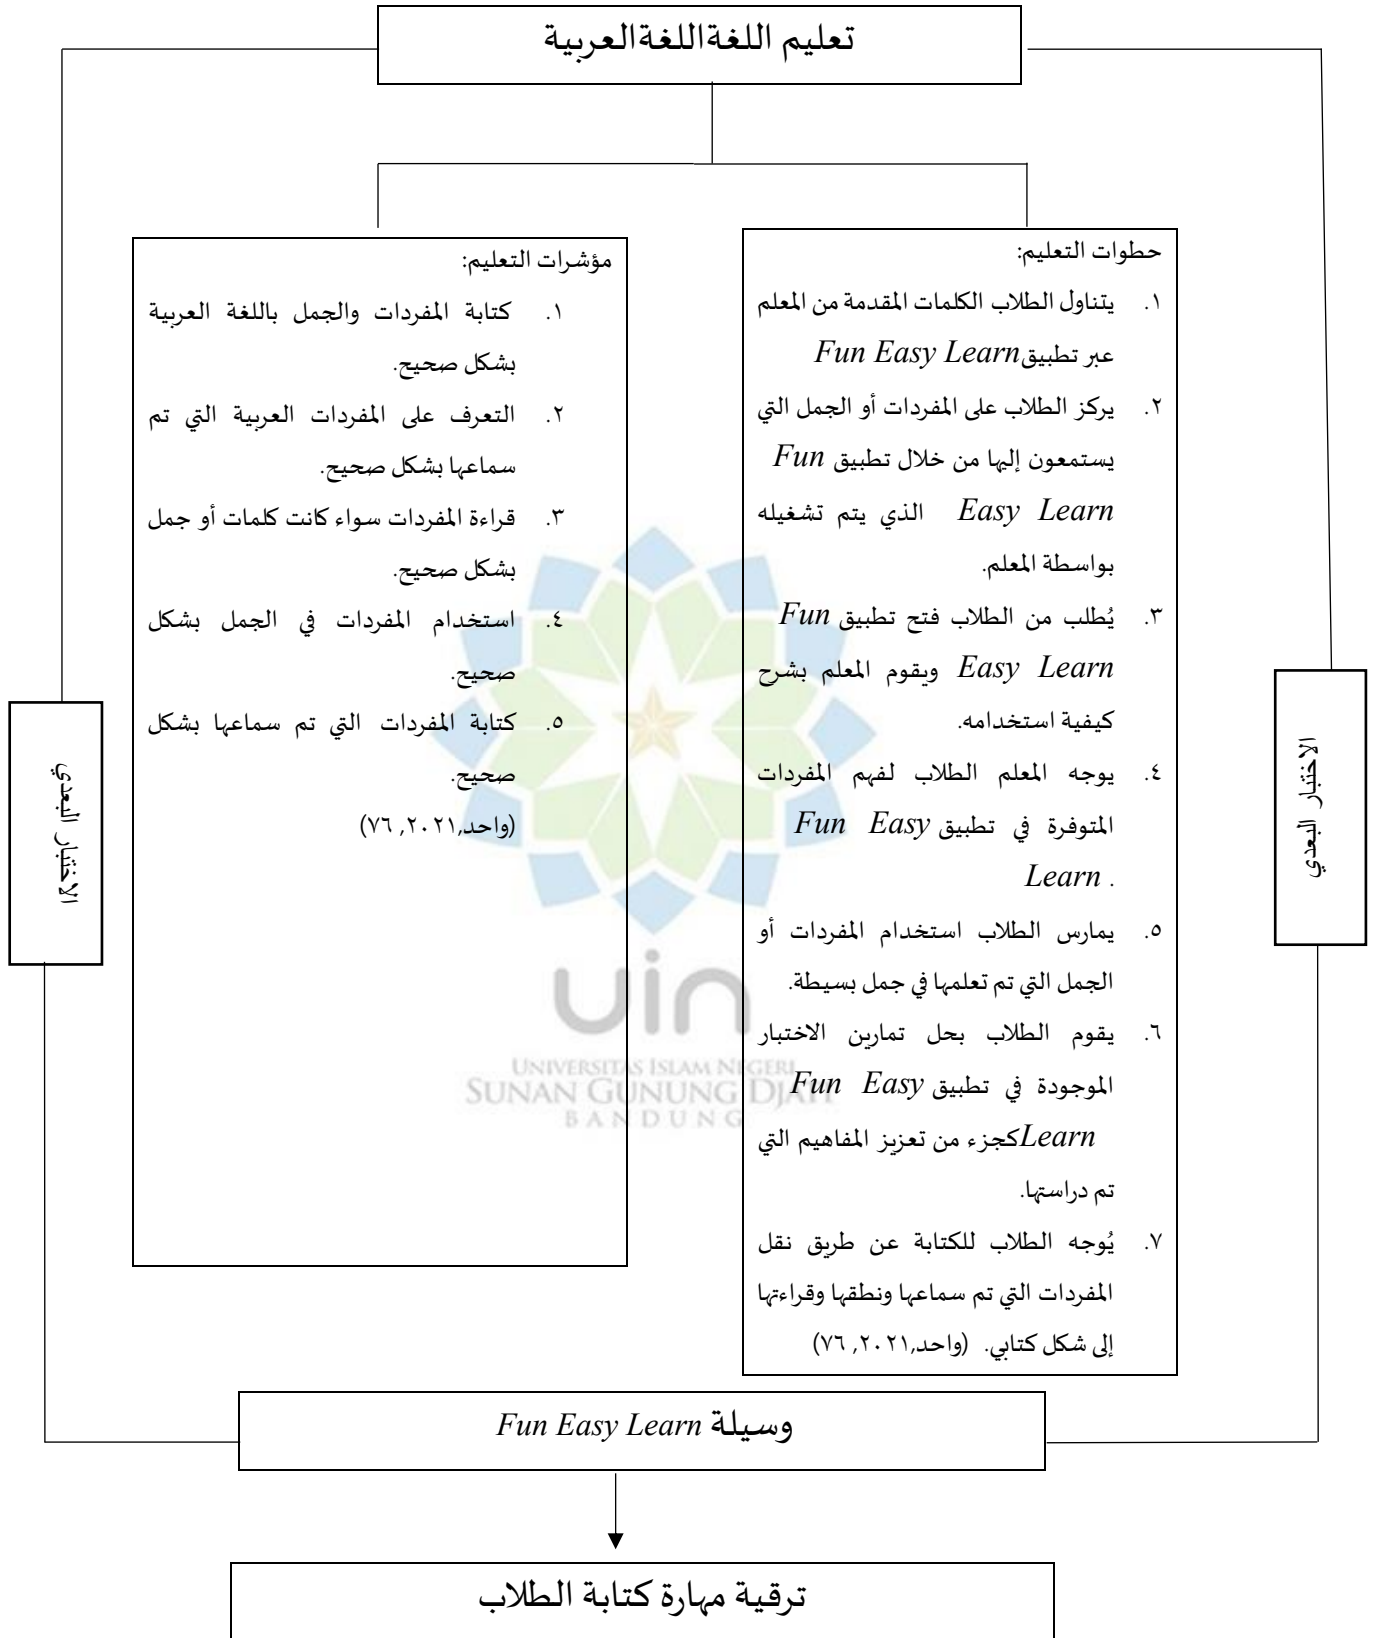 تعليم اللغةاللغةالعربية
حطوات التعليم:
١. يتناول الطلاب الكلمات المقدمة من المعلم
عبر تطبيقFun Easy Learn
٢. يركز الطلاب على المفردات أو الجمل التي
يستمعون إليها من خلال تطبيق Fun
Easy Learn الذي يتم تشغيله
بواسطة المعلم.
٣. يُطلب من الطلاب فتح تطبيق Fun
Easy Learn ويقوم المعلم بشرح
كيفية استخدامه.
٤. يوجه المعلم الطلاب لفهم المفردات
المتوفرة في تطبيق Fun Easy
Learn .
٥. يمارس الطلاب استخدام المفردات أو
الجمل التي تم تعلمها في جمل بسيطة.
٦. يقوم الطلاب بحل تمارين الاختبار
الموجودة في تطبيق Fun Easy
Learnكجزء من تعزيز المفاهيم التي
تم دراستها.
٧. يُوجه الطلاب للكتابة عن طريق نقل
المفردات التي تم سماعها ونطقها وقراءتها
إلى شكل كتابي. (واحد,٢٠٢١, ٧٦)
مؤشرات التعليم:
١. كتابة المفردات والجمل باللغة العربية
بشكل صحيح.
٢. التعرف على المفردات العربية التي تم
سماعها بشكل صحيح.
٣. قراءة المفردات سواء كانت كلمات أو جمل
بشكل صحيح.
٤. استخدام المفردات في الجمل بشكل
صحيح.
٥. كتابة المفردات التي تم سماعها بشكل
صحيح.
(واحد,٢٠٢١, ٧٦)
الاختبار البعدي
الاختبار البعدي
uin
UNIVERSITAS ISLAM NEGERI
SUNAN GUNUNG DJATI
BANDUNG
وسيلة Fun Easy Learn
ترقية مهارة كتابة الطلاب